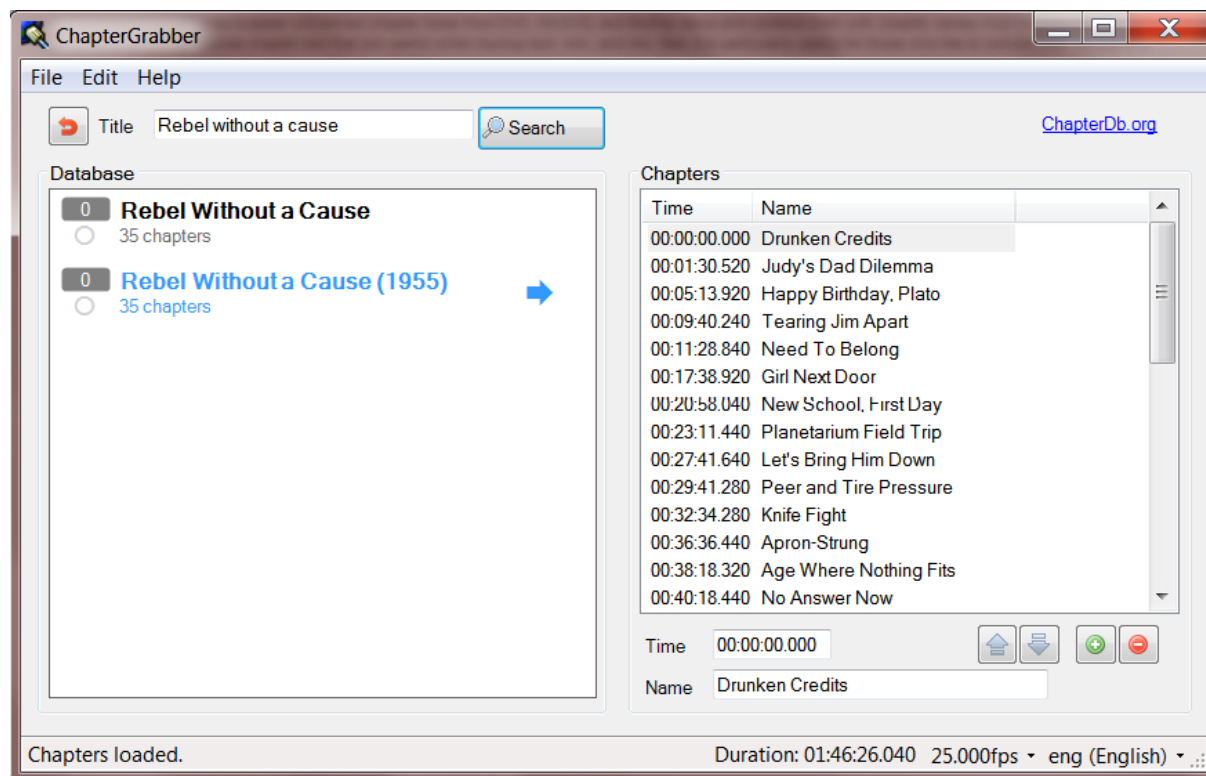 ChapterGrabber
File Edit Help
Title Rebel without a cause Search ChapterDb.org
Database
0 Rebel Without a Cause
35 chapters
0 Rebel Without a Cause (1955)
35 chapters
Chapters
Time Name
00:00:00.000 Drunken Credits
00:01:30.520 Judy's Dad Dilemma
00:05:13.920 Happy Birthday, Plato
00:09:40.240 Tearing Jim Apart
00:11:28.840 Need To Belong
00:17:38.920 Girl Next Door
00:20:58.040 New School, First Day
00:23:11.440 Planetarium Field Trip
00:27:41.640 Let's Bring Him Down
00:29:41.280 Peer and Tire Pressure
00:32:34.280 Knife Fight
00:36:36.440 Apron-Strung
00:38:18.320 Age Where Nothing Fits
00:40:18.440 No Answer Now
Time 00:00:00.000
Name Drunken Credits
Chapters loaded. Duration: 01:46:26.040 25.000fps eng (English)